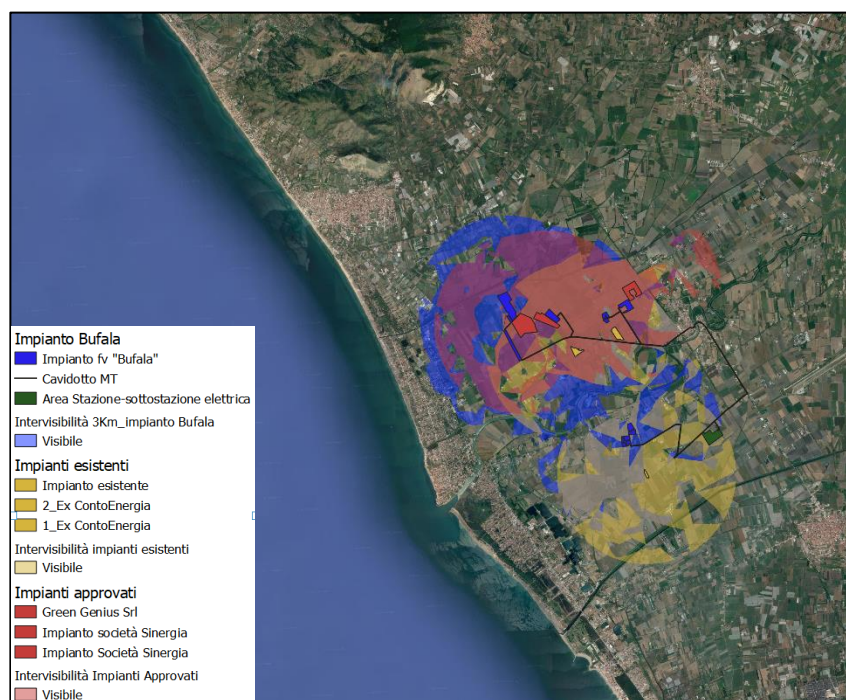 Impianto Bufala
Impianto fv "Bufala"
Cavidotto MT
Area Stazione-sottostazione elettrica
Intervisibilità 3Km_impianto Bufala
Visibile
Impianti esistenti
Impianto esistente
2_Ex ContoEnergia
1_Ex ContoEnergia
Intervisibilità impianti esistenti
Visibile
Impianti approvati
Green Genius Srl
Impianto società Sinergia
Impianto Società Sinergia
Intervisibilità Impianti Approvati
Visibile